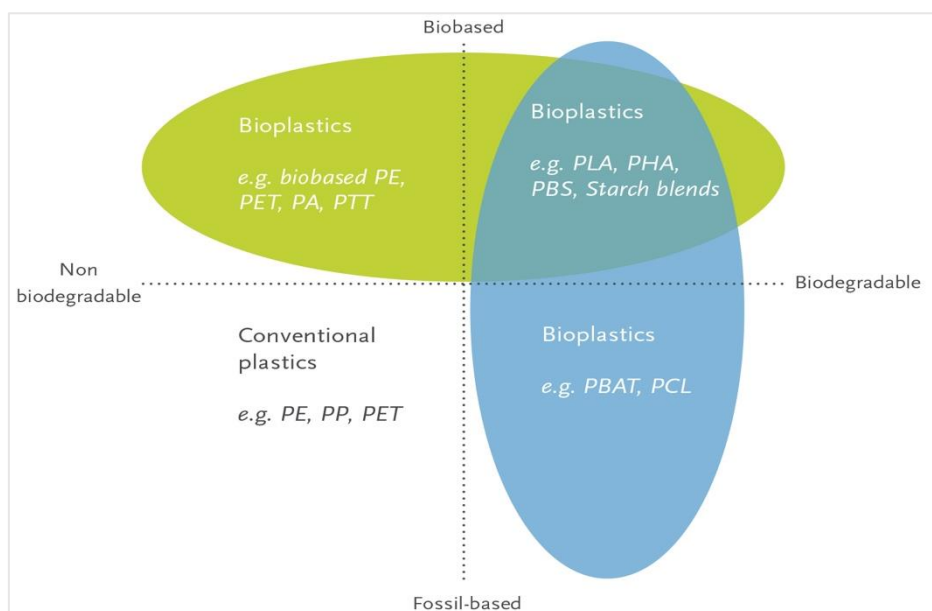 Biobased
Bioplastics
e.g. biobased PE,
PET, PA, PTT
Bioplastics
e.g. PLA, PHA,
PBS, Starch blends
Non
biodegradable
Biodegradable
Conventional
plastics
e.g. PE, PP, PET
Bioplastics
e.g. PBAT, PCL
Fossil-based